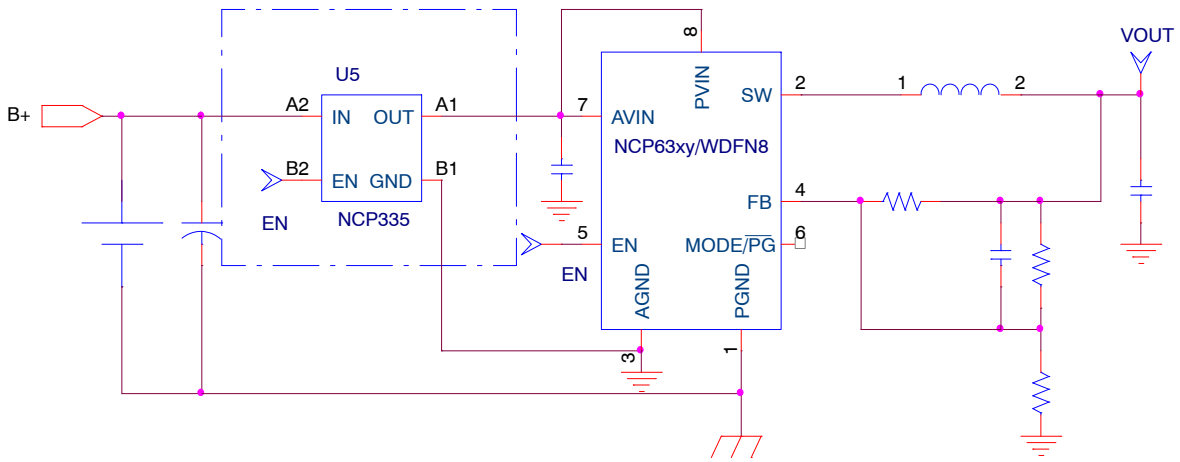 VOUT
8
U5
PVIN
2
1
2
SW
B+
A2
IN
OUT
A1
7
AVIN
NCP63xy/WDFN8
B2
EN
GND
B1
4
FB
EN
NCP335
5
EN
MODE/PG
6
EN
AGND
PGND
3
1